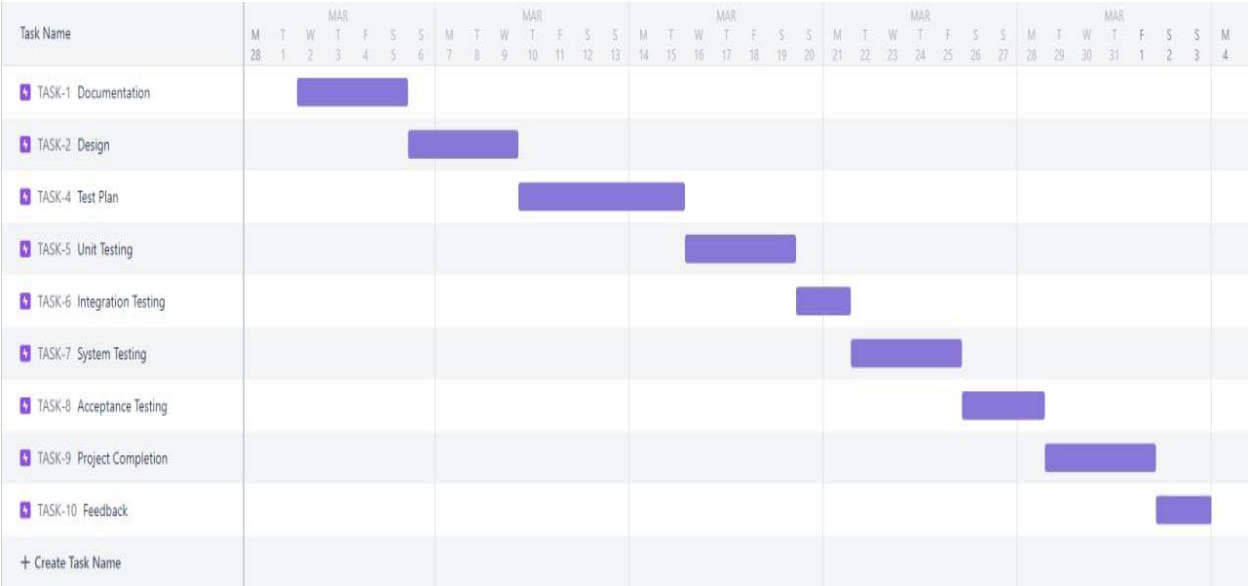 MAR MAR MAR MAR MAR
Task Name
M T W T F S S M T W T F S S M T W T F S S M T W T F S S M T W T F S S M
28 1 2 3 4 5 6 7 8 9 10 11 12 13 14 15 16 17 18 19 20 21 22 23 24 25 26 27 28 29 30 31 1 2 3 4
TASK-1 Documentation
TASK-2 Design
TASK-4 Test Plan
TASK-5 Unit Testing
TASK-6 Integration Testing
TASK-7 System Testing
TASK-8 Acceptance Testing
TASK-9 Project Completion
TASK-10 Feedback
+ Create Task Name